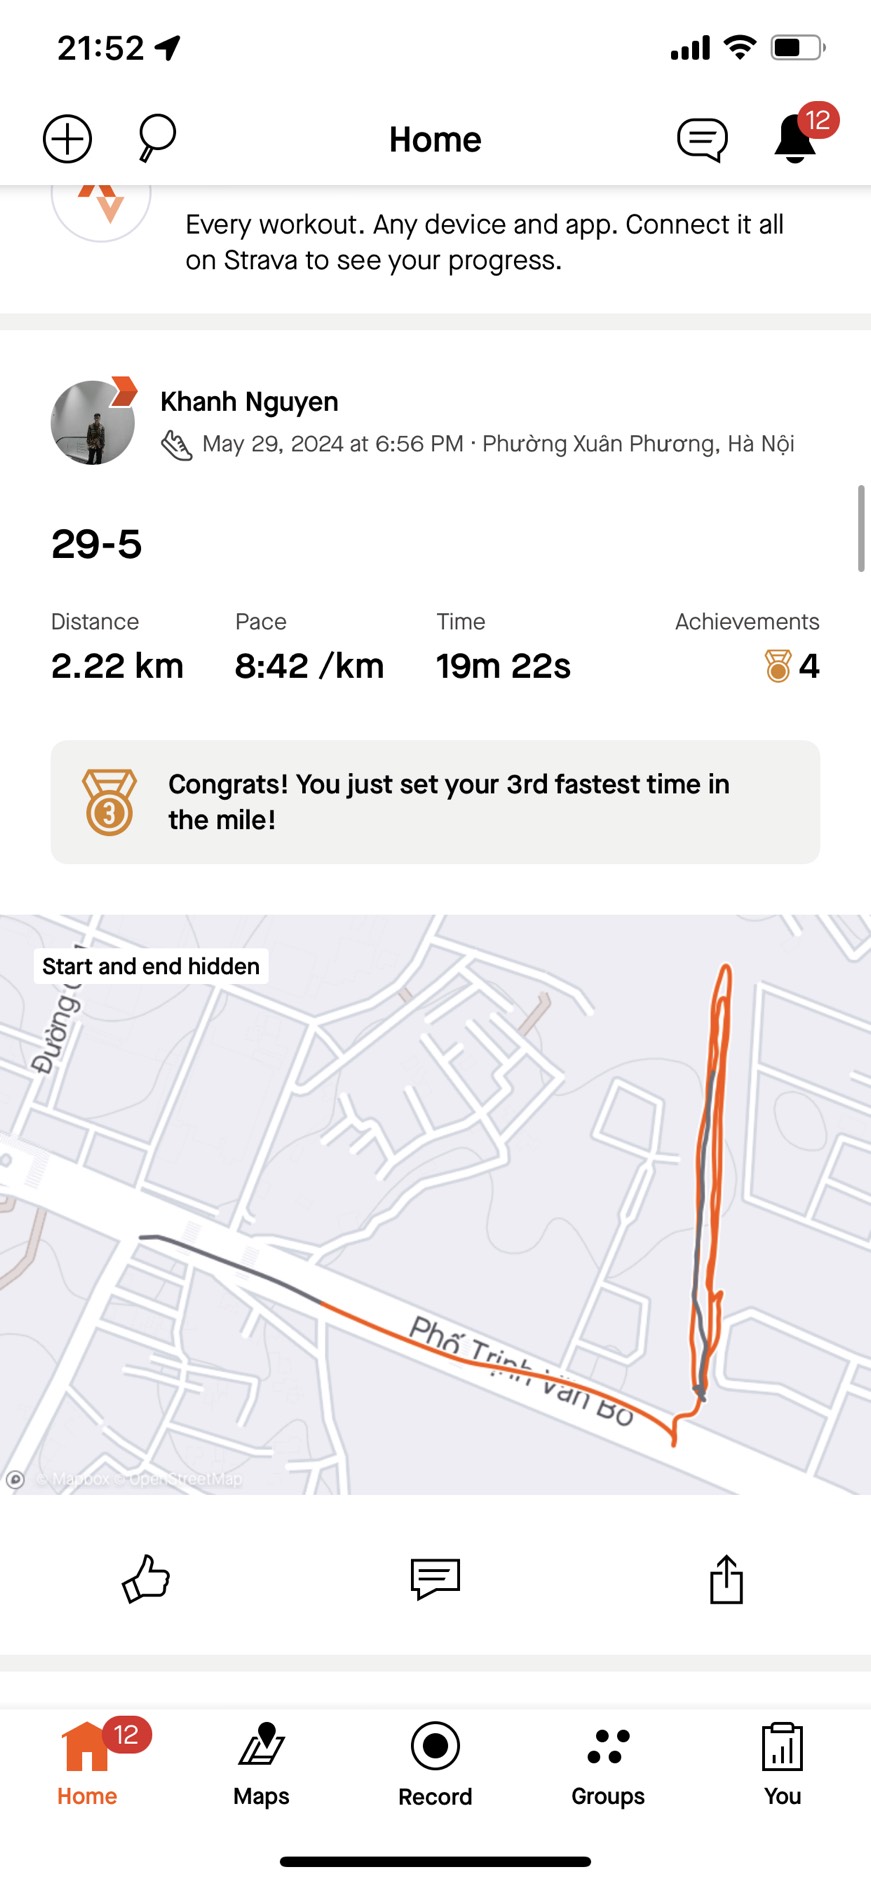 21:52
Home
12
Every workout. Any device and app. Connect it all
on Strava to see your progress.
Khanh Nguyen
May 29, 2024 at 6:56 PM · Phường Xuân Phương, Hà Nội
29-5
Distance
Pace
Time
Achievements
2.22 km
8:42 /km
19m 22s
4
3
Congrats! You just set your 3rd fastest time in
the mile!
Start and end hidden
Đường
Phố Trịnh Văn Bô
© Mapbox © OpenStreetMap
12
Home
Maps
Record
Groups
You